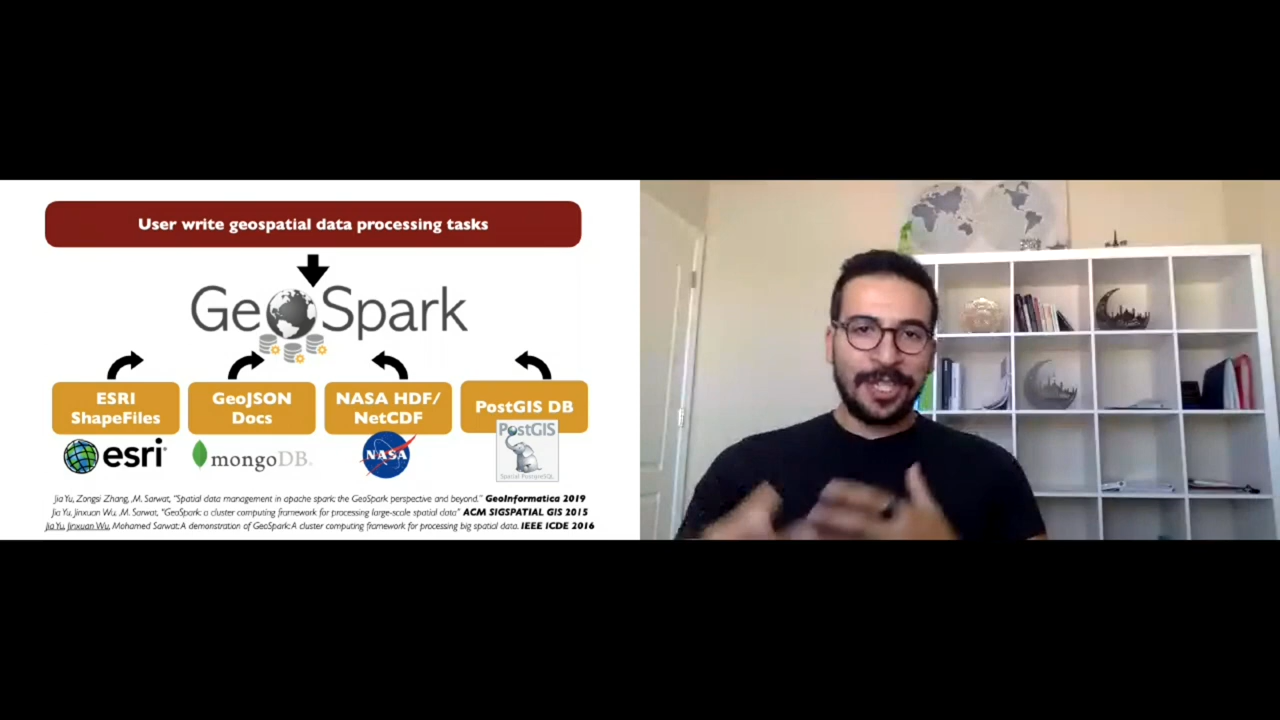 User write geospatial data processing tasks
GeoSpark
ESRI
ShapeFiles
GeoJSON
Docs
NASA HDF/
NetCDF
PostGIS DB
esri
mongoDB.
NASA
PostGIS
Spatial PostgreSQL
Jia Yu, Zongsi Zhang, .M. Sarwat, "Spatial data management in apache spark: the GeoSpark perspective and beyond." GeoInformatica 2019
Jia Yu, Jinxuan Wu, .M. Sarwat, "GeoSpark: a cluster computing framework for processing large-scale spatial data" ACM SIGSPATIAL GIS 2015
Jia Yu, Jinxuan Wu, Mohamed Sarwat: A demonstration of GeoSpark: A cluster computing framework for processing big spatial data. IEEE ICDE 2016